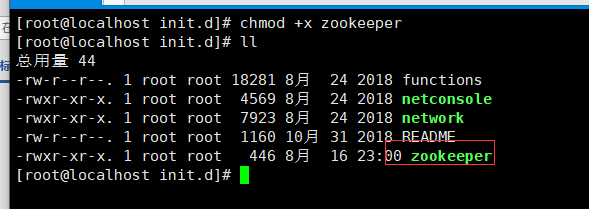 [root@localhost init.d]# chmod +x zookeeper
[root@localhost init.d]# ll
总用量 44
-rw-r--r--. 1 root root 18281 8月  24 2018 functions
-rwxr-xr-x. 1 root root  4569 8月  24 2018 netconsole
-rwxr-xr-x. 1 root root  7923 8月  24 2018 network
-rw-r--r--. 1 root root  1160 10月 31 2018 README
-rwxr-xr-x. 1 root root   446 8月  16 23:00 zookeeper
[root@localhost init.d]#